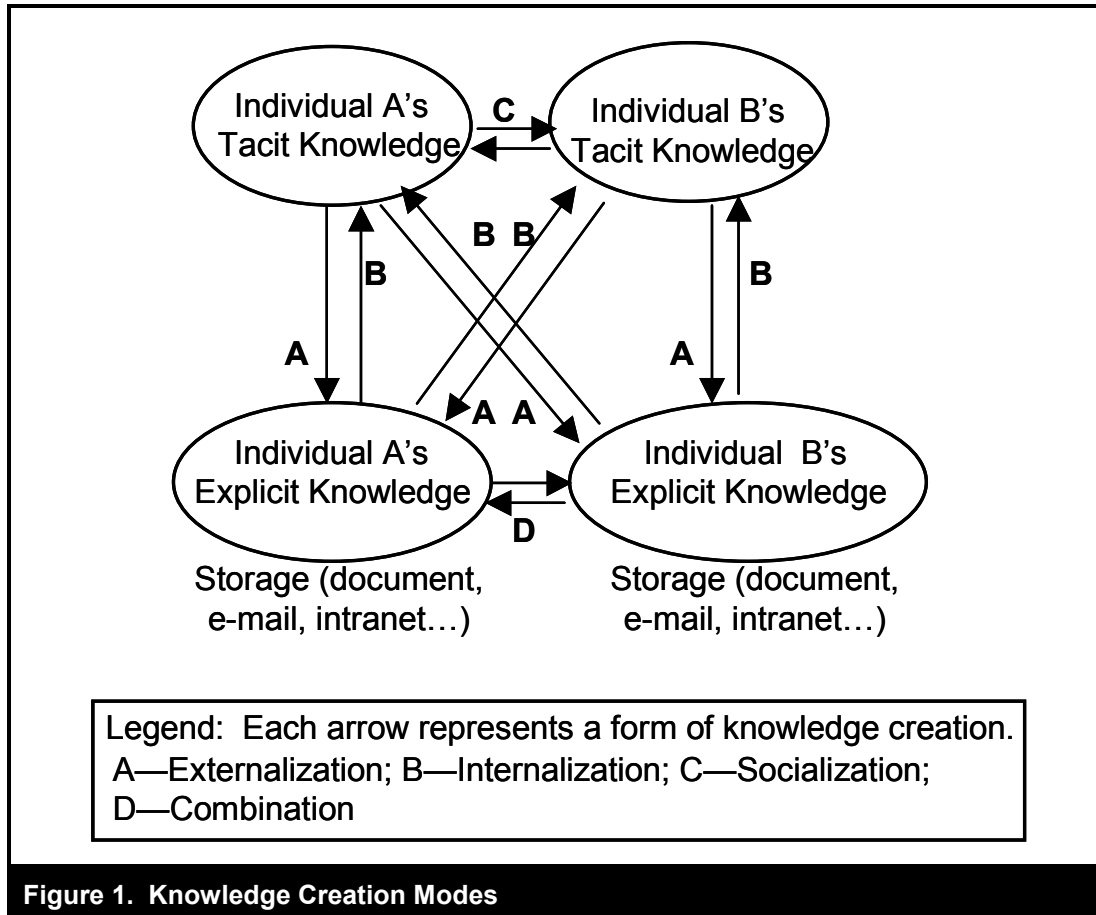 Individual A's
Tacit Knowledge
C
Individual B's
Tacit Knowledge
B B
B
B
A
A
A A
Individual A's
Explicit Knowledge
Individual B's
Explicit Knowledge
D
Storage (document,
e-mail, intranet…)
Storage (document,
e-mail, intranet…)
Legend: Each arrow represents a form of knowledge creation.
A—Externalization; B—Internalization; C—Socialization;
D—Combination
Figure 1. Knowledge Creation Modes